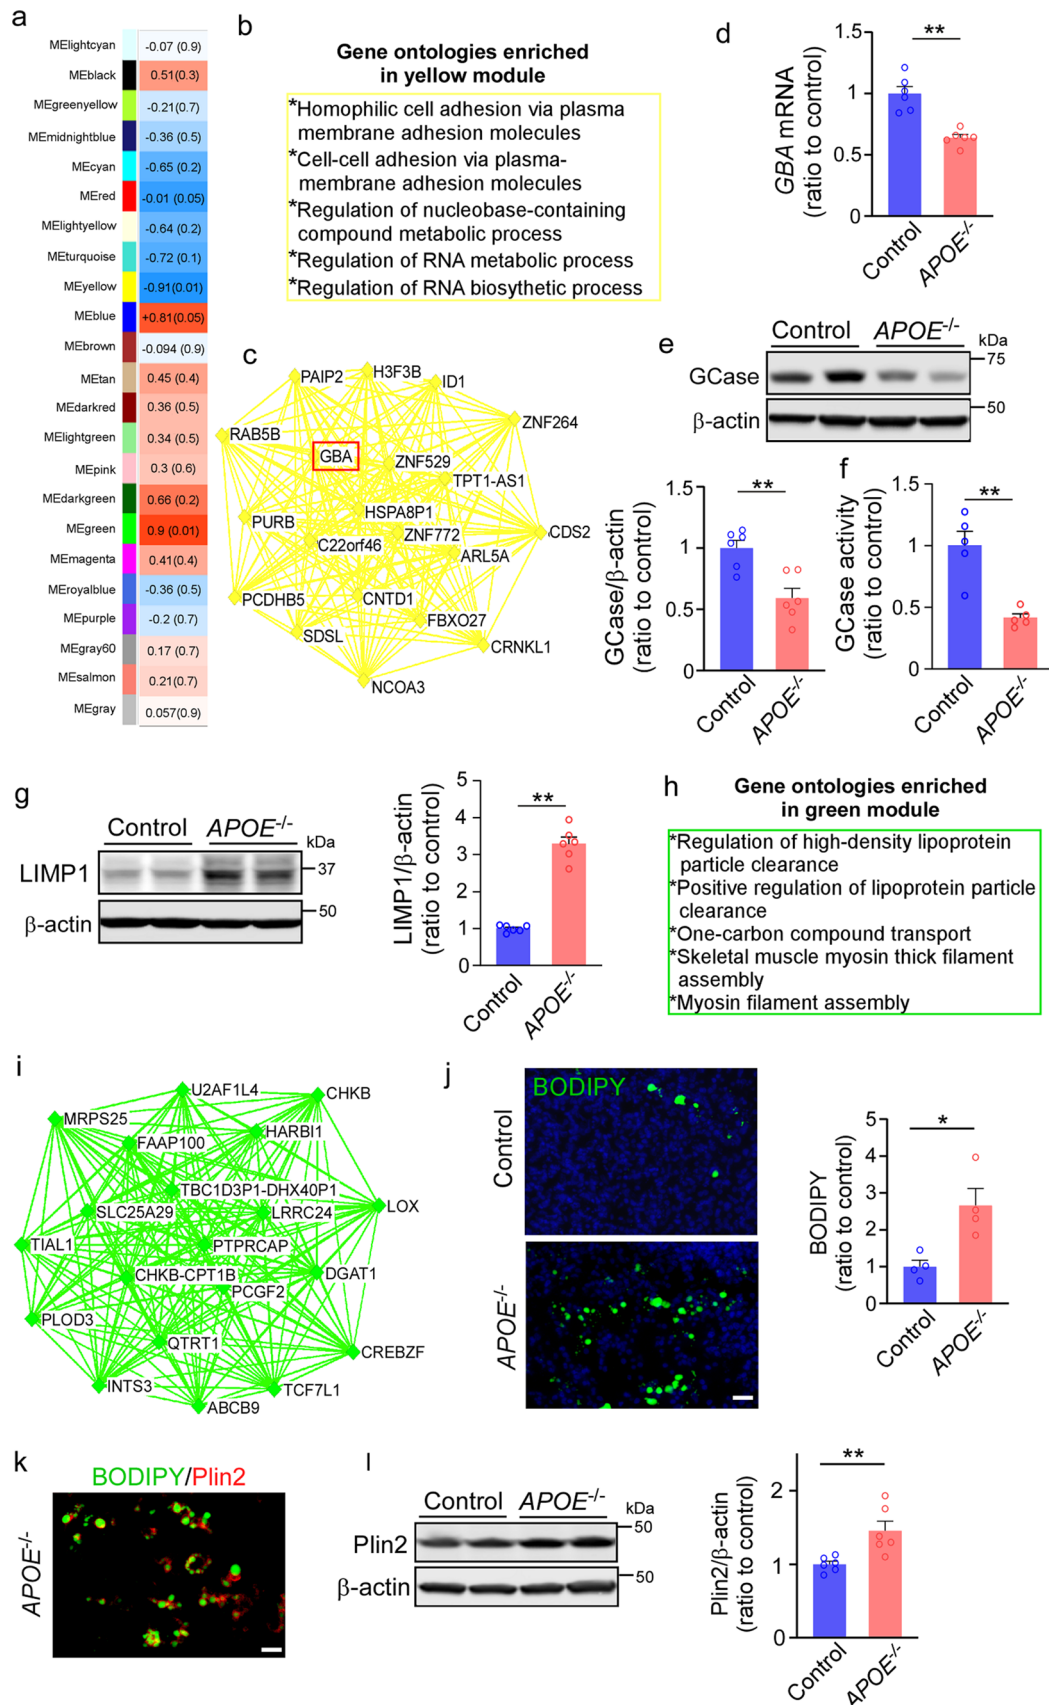 a
MElightcyan -0.07 (0.9)
MEblack 0.51(0.3)
MEgreenyellow -0.21(0.7)
MEmidnightblue -0.36 (0.5)
MEcyan -0.65 (0.2)
MEred -0.01 (0.05)
MElightyellow -0.64 (0.2)
MEturquoise -0.72 (0.1)
MEyellow -0.91(0.01)
MEblue +0.81(0.05)
MEbrown -0.094 (0.9)
MEtan 0.45 (0.4)
MEdarkred 0.36 (0.5)
MElightgreen 0.34 (0.5)
MEpink 0.3 (0.6)
MEdarkgreen 0.66 (0.2)
MEgreen 0.9 (0.01)
MEmagenta 0.41(0.4)
MEroyalblue -0.36 (0.5)
MEpurple -0.2 (0.7)
MEgray60 0.17 (0.7)
MEsalmon 0.21(0.7)
MEgray 0.057(0.9)
b
Gene ontologies enriched
in yellow module
*Homophilic cell adhesion via plasma
membrane adhesion molecules
*Cell-cell adhesion via plasma-
membrane adhesion molecules
*Regulation of nucleobase-containing
compound metabolic process
*Regulation of RNA metabolic process
*Regulation of RNA biosythetic process
c
PAIP2
H3F3B
ID1
ZNF264
RAB5B
GBA
ZNF529
TPT1-AS1
HSPA8P1
PURB
ZNF772
CDS2
C22orf46
ARL5A
PCDHB5
CNTD1
FBXO27
SDSL
CRNKL1
NCOA3
d
GBA mRNA
(ratio to control)
1.5
1
0.5
0
**
Control
APOE-/-
e
Control APOE-/- kDa
GCase 75
β-actin 50
GCase/β-actin
(ratio to control)
1.5
1
0.5
0
**
Control
APOE-/-
f
GCase activity
(ratio to control)
1.5
1
0.5
0
**
Control
APOE-/-
g
Control APOE-/- kDa
LIMP1 37
β-actin 50
LIMP1/β-actin
(ratio to control)
5
4
3
2
1
0
**
Control
APOE-/-
h
Gene ontologies enriched
in green module
*Regulation of high-density lipoprotein
particle clearance
*Positive regulation of lipoprotein particle
clearance
*One-carbon compound transport
*Skeletal muscle myosin thick filament
assembly
*Myosin filament assembly
i
U2AF1L4
CHKB
MRPS25
HARBI1
FAAP100
TBC1D3P1-DHX40P1
LOX
SLC25A29
LRRC24
TIAL1
PTPRCAP
CHKB-CPT1B
DGAT1
PCGF2
PLOD3
QTRT1
CREBZF
INTS3
TCF7L1
ABCB9
j
BODIPY
Control
APOE-/-
BODIPY
(ratio to control)
5
4
3
2
1
0
*
Control
APOE-/-
k
BODIPY/Plin2
APOE-/-
l
Control APOE-/- kDa
Plin2 50
β-actin 50
Plin2/β-actin
(ratio to control)
2
1
0
**
Control
APOE-/-